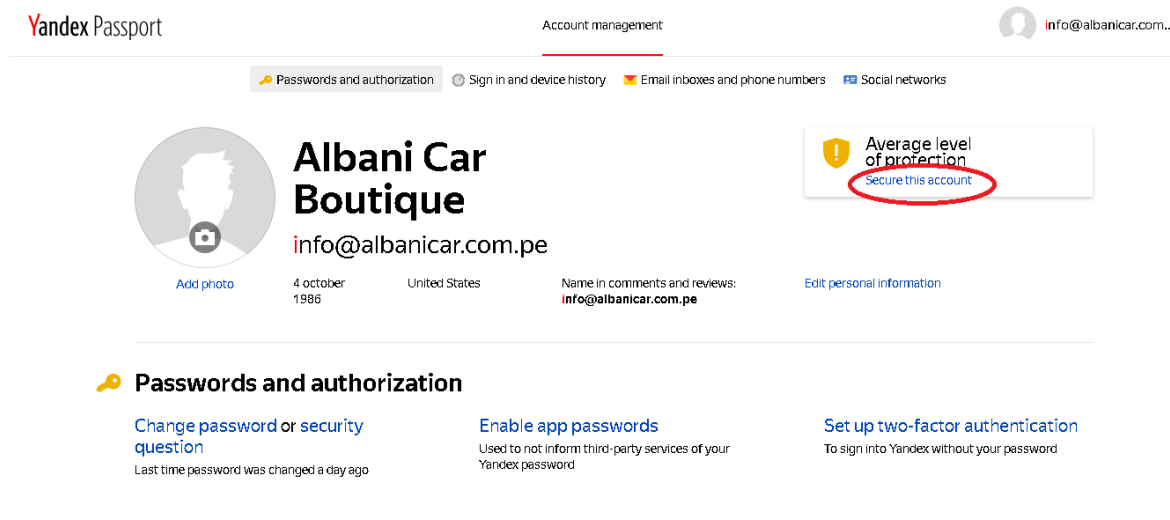 Yandex Passport
Account management
info@albanicar.com...
Passwords and authorization
Sign in and device history
Email inboxes and phone numbers
Social networks
Albani Car
Boutique
info@albanicar.com.pe
Average level
of protection
Secure this account
Add photo
4 october
1986
United States
Name in comments and reviews:
info@albanicar.com.pe
Edit personal information
Passwords and authorization
Change password or security
question
Last time password was changed a day ago
Enable app passwords
Used to not inform third-party services of your
Yandex password
Set up two-factor authentication
To sign into Yandex without your password